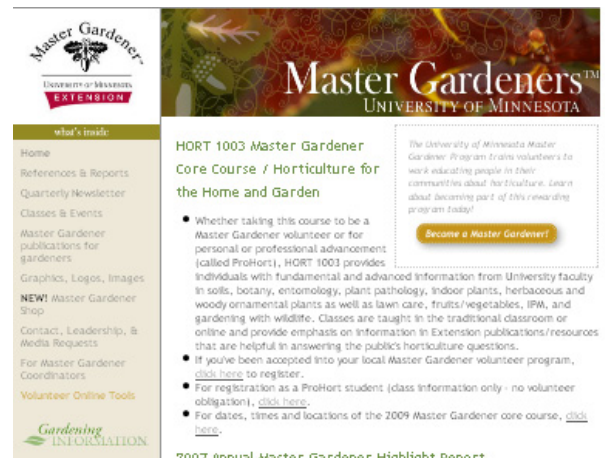 Master Gardener™
UNIVERSITY OF MINNESOTA
EXTENSION
Master Gardeners™
UNIVERSITY OF MINNESOTA
what's inside
Home
References & Reports
Quarterly Newsletter
Classes & Events
Master Gardener
publications for
gardeners
Graphics, Logos, Images
NEW! Master Gardener
Shop
Contact, Leadership, &
Media Requests
For Master Gardener
Coordinators
Volunteer Online Tools
Gardening
INFORMATION
HORT 1003 Master Gardener
Core Course / Horticulture for
the Home and Garden
The University of Minnesota Master
Gardener Program trains volunteers to
work educating people in their
communities about horticulture. Learn
about becoming part of this rewarding
program today!
Become a Master Gardener!
Whether taking this course to be a
Master Gardener volunteer or for
personal or professional advancement
(called ProHort), HORT 1003 provides
individuals with fundamental and advanced information from University faculty
in soils, botany, entomology, plant pathology, indoor plants, herbaceous and
woody ornamental plants as well as lawn care, fruits/vegetables, IPM, and
gardening with wildlife. Classes are taught in the traditional classroom or
online and provide emphasis on information in Extension publications/resources
that are helpful in answering the public's horticulture questions.
If you've been accepted into your local Master Gardener volunteer program,
click here to register.
For registration as a ProHort student (class information only - no volunteer
obligation), click here.
For dates, times and locations of the 2009 Master Gardener core course, click
here.
2007 Annual Master Gardener Highlight Report